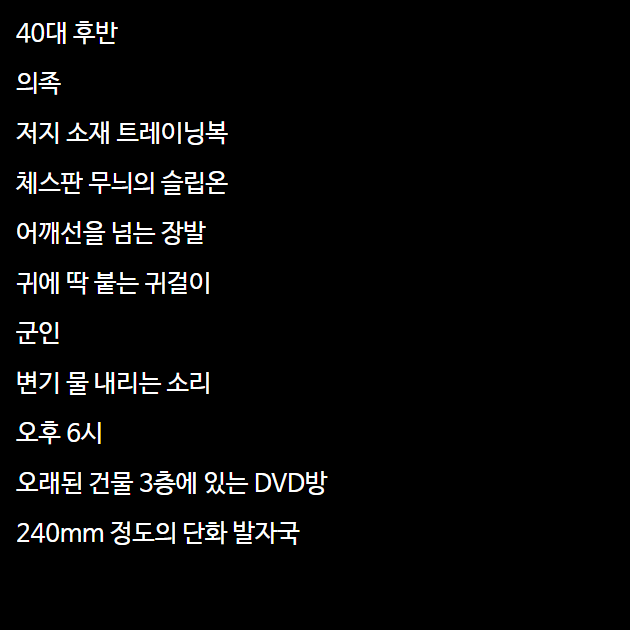 40대 후반
의족
저지 소재 트레이닝복
체스판 무늬의 슬립온
어깨선을 넘는 장발
귀에 딱 붙는 귀걸이
군인
변기 물 내리는 소리
오후 6시
오래된 건물 3층에 있는 DVD방
240mm 정도의 단화 발자국